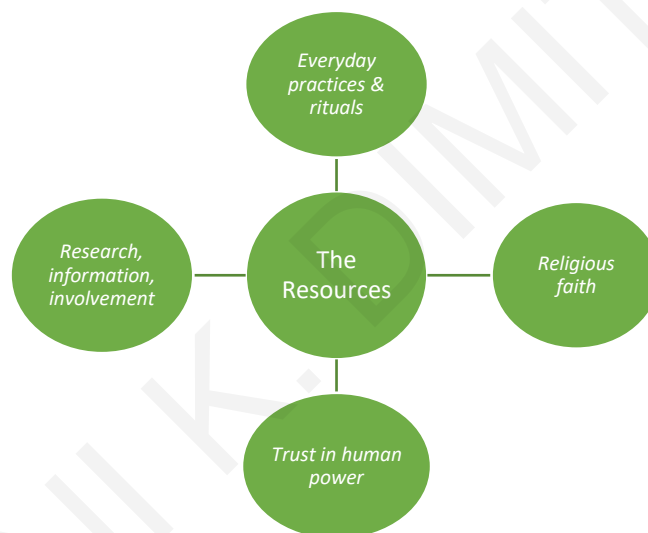 Everyday
practices &
rituals
Research,
information,
involvement
The
Resources
Religious
faith
Trust in human
power